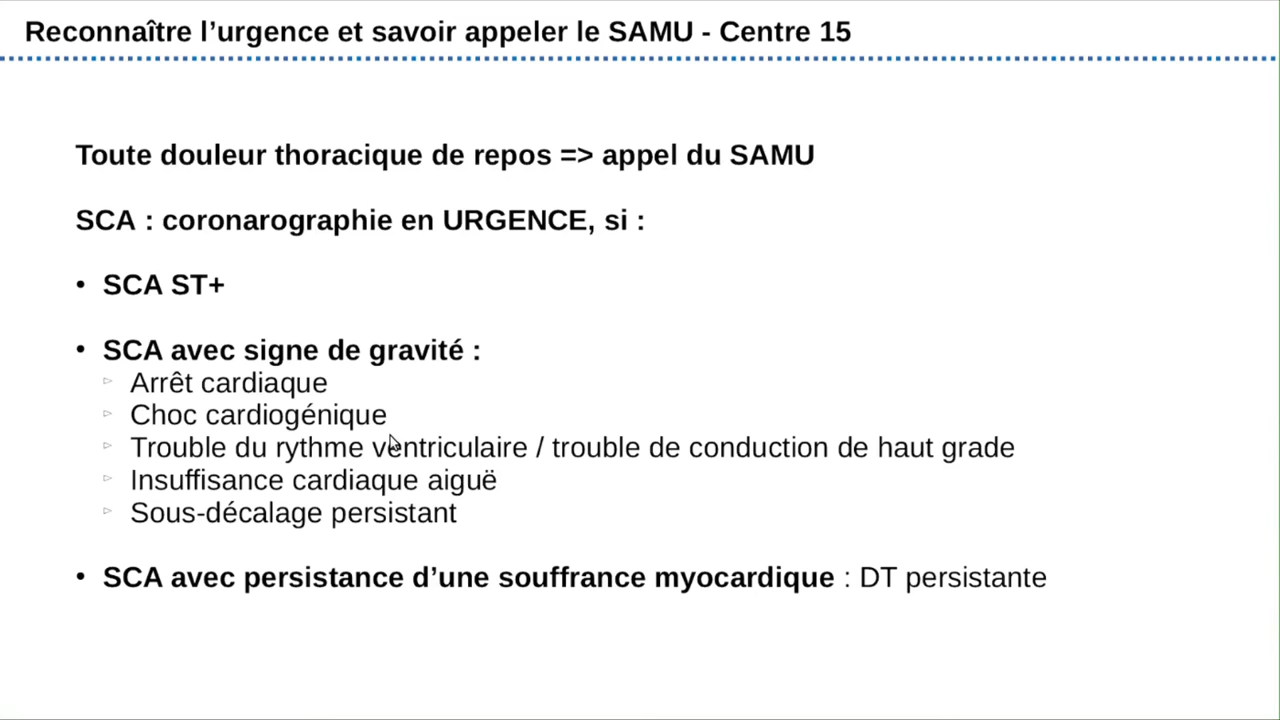 Reconnaître l’urgence et savoir appeler le SAMU - Centre 15
Toute douleur thoracique de repos => appel du SAMU
SCA : coronarographie en URGENCE, si :
• SCA ST+
• SCA avec signe de gravité :
▹ Arrêt cardiaque
▹ Choc cardiogénique
▹ Trouble du rythme ventriculaire / trouble de conduction de haut grade
▹ Insuffisance cardiaque aiguë
▹ Sous-décalage persistant
• SCA avec persistance d’une souffrance myocardique : DT persistante